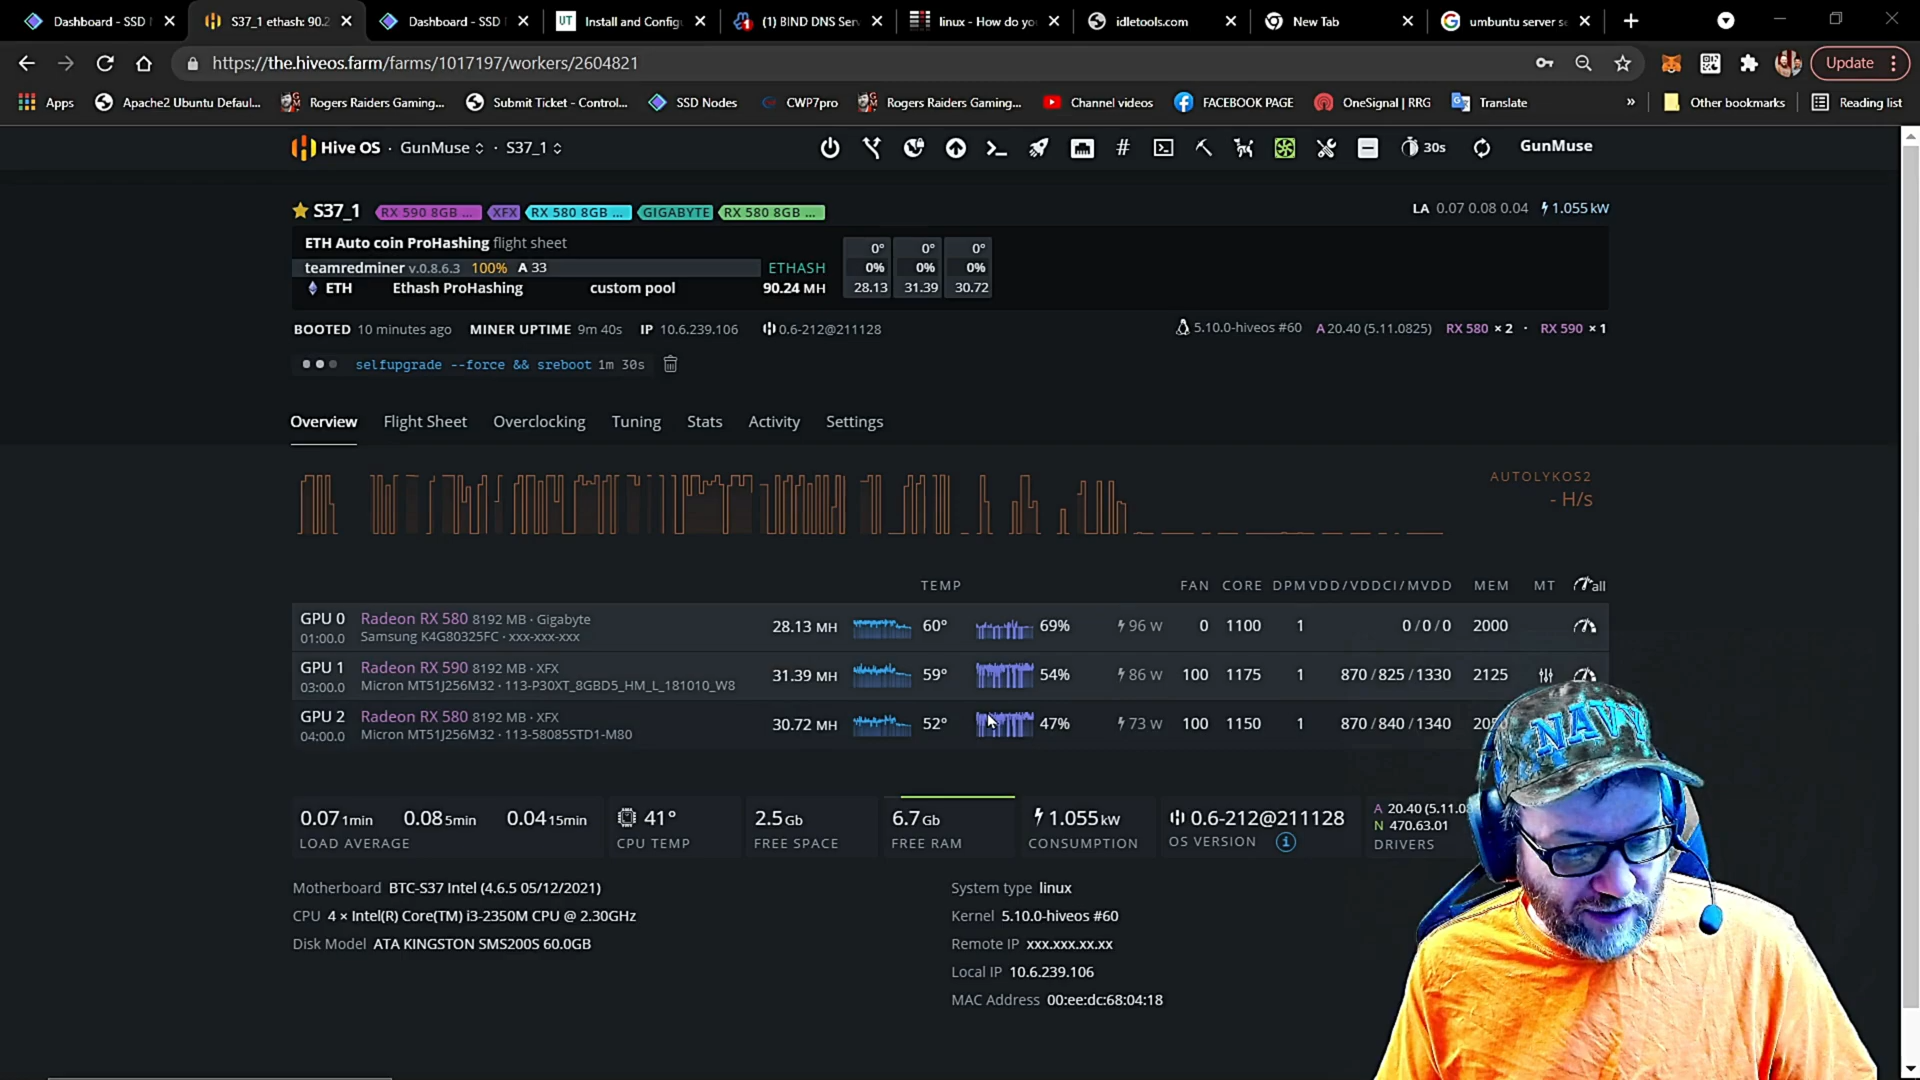 Dashboard - SSD N
S37_1 ethash: 90.2
Dashboard - SSD
UT Install and Config
(1) BIND DNS Serv
linux - How do yo
idletools.com
New Tab
umbuntu server se
https://the.hiveos.farm/farms/1017197/workers/2604821
Update
Apps
Apache2 Ubuntu Defaul...
Rogers Raiders Gaming...
Submit Ticket - Control...
SSD Nodes
CWP7pro
Rogers Raiders Gaming...
Channel videos
FACEBOOK PAGE
OneSignal | RRG
Translate
»
Other bookmarks
Reading list
Hive OS · GunMuse · S37_1
30s
GunMuse
S37_1 RX 590 8GB ... XFX RX 580 8GB ... GIGABYTE RX 580 8GB ...
LA 0.07 0.08 0.04 1.055 kW
ETH Auto coin ProHashing flight sheet
teamredminer v.0.8.6.3 100% A 33 ETHASH
ETH Ethash ProHashing custom pool 90.24 MH
0° 0° 0°
0% 0% 0%
28.13 31.39 30.72
BOOTED 10 minutes ago MINER UPTIME 9m 40s IP 10.6.239.106 0.6-212@211128
5.10.0-hiveos #60 A 20.40 (5.11.0825) RX 580 × 2 · RX 590 × 1
selfupgrade --force && sreboot 1m 30s
Overview Flight Sheet Overclocking Tuning Stats Activity Settings
AUTOLYKOS2
- H/s
TEMP FAN CORE DPM VDD/VDDCI/MVDD MEM MT all
GPU 0 Radeon RX 580 8192 MB · Gigabyte
01:00.0 Samsung K4G80325FC · xxx-xxx-xxx
28.13 MH 60° 69% 96 W 0 1100 1 0 / 0 / 0 2000
GPU 1 Radeon RX 590 8192 MB · XFX
03:00.0 Micron MT51J256M32 · 113-P30XT_8GBD5_HM_L_181010_W8
31.39 MH 59° 54% 86 W 100 1175 1 870 / 825 / 1330 2125
GPU 2 Radeon RX 580 8192 MB · XFX
04:00.0 Micron MT51J256M32 · 113-58085STD1-M80
30.72 MH 52° 47% 73 W 100 1150 1 870 / 840 / 1340
NAVY
0.07 1min 0.08 5min 0.04 15min
LOAD AVERAGE
41°
CPU TEMP
2.5 Gb
FREE SPACE
6.7 Gb
FREE RAM
1.055 kW
CONSUMPTION
0.6-212@211128
OS VERSION
A 20.40 (5.11.08
N 470.63.01
DRIVERS
Motherboard BTC-S37 Intel (4.6.5 05/12/2021)
CPU 4 × Intel(R) Core(TM) i3-2350M CPU @ 2.30GHz
Disk Model ATA KINGSTON SMS200S 60.0GB
System type linux
Kernel 5.10.0-hiveos #60
Remote IP xxx.xxx.xx.xx
Local IP 10.6.239.106
MAC Address 00:ee:dc:68:04:18